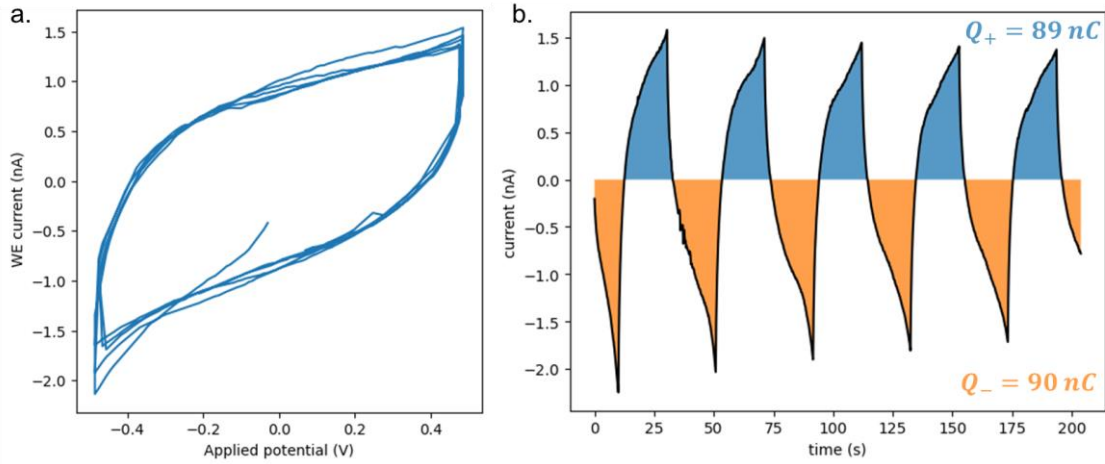 a.
WE current (nA)
1.5
1.0
0.5
0.0
−0.5
−1.0
−1.5
−2.0
−0.4 −0.2 0.0 0.2 0.4
Applied potential (V)
b.
current (nA)
1.5
1.0
0.5
0.0
−0.5
−1.0
−1.5
−2.0
Q₊ = 89 nC
Q₋ = 90 nC
0 25 50 75 100 125 150 175 200
time (s)